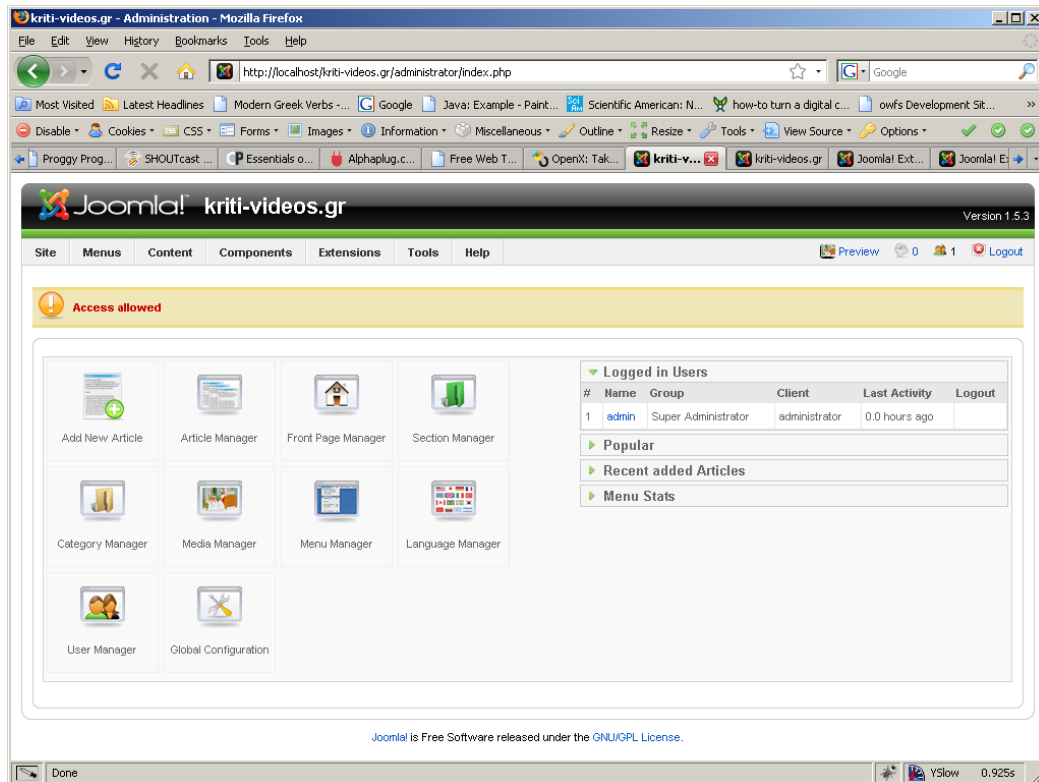 kriti-videos.gr - Administration - Mozilla Firefox
File Edit View History Bookmarks Tools Help
http://localhost/kriti-videos.gr/administrator/index.php G Google
Most Visited Latest Headlines Modern Greek Verbs -... Google Java: Example - Paint... Scientific American: N... how-to turn a digital c... owfs Development Sit... »
Disable Cookies CSS Forms Images Information Miscellaneous Outline Resize Tools View Source Options
Proggy Prog... SHOUTcast ... Essentials o... Alphaplug.c... Free Web T... OpenX: Tak... kriti-v... kriti-videos.gr Joomla! Ext... Joomla! E
Joomla! kriti-videos.gr
Version 1.5.3
Site Menus Content Components Extensions Tools Help Preview 0 1 Logout
Access allowed
Add New Article Article Manager Front Page Manager Section Manager
Category Manager Media Manager Menu Manager Language Manager
User Manager Global Configuration
Logged in Users
# Name Group Client Last Activity Logout
1 admin Super Administrator administrator 0.0 hours ago
Popular
Recent added Articles
Menu Stats
Joomla! is Free Software released under the GNU/GPL License.
Done YSlow 0.925s